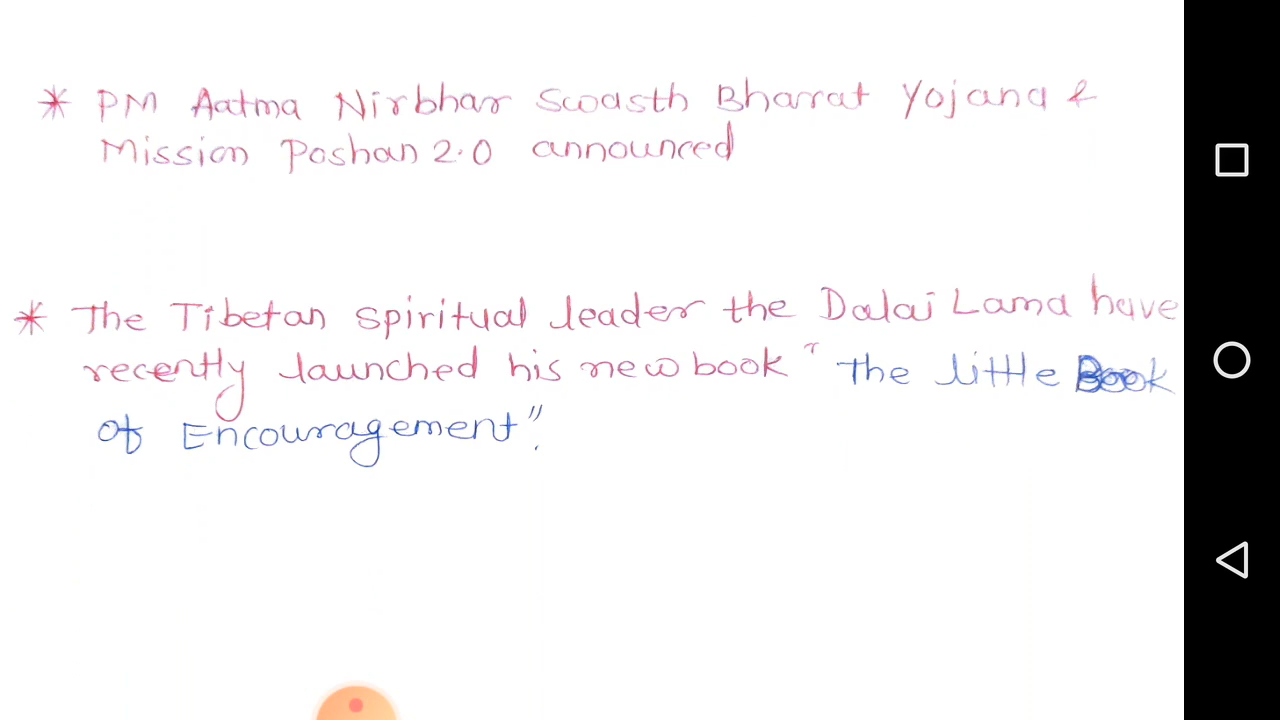 * PM Aatma Nirbhar Swasth Bharat Yojana &
Mission Poshan 2.0 announced
* The Tibetan spiritual leader the Dalai Lama have
recently launched his new book " The little Book
of Encouragement".